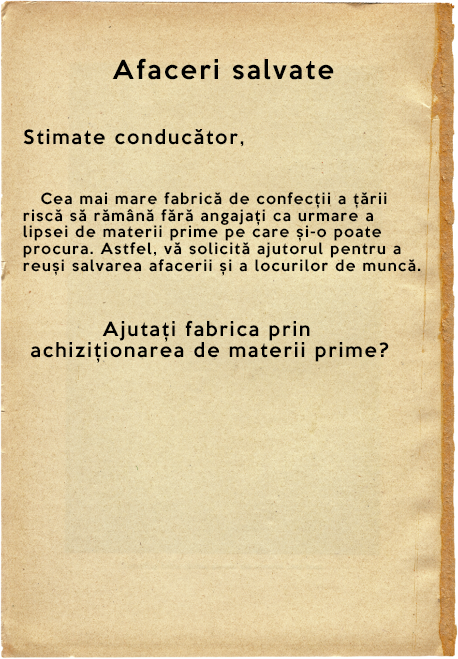 Afaceri salvate
Stimate conducător,
Cea mai mare fabrică de confecții a țării
riscă să rămână fără angajați ca urmare a
lipsei de materii prime pe care și-o poate
procura. Astfel, vă solicită ajutorul pentru a
reuși salvarea afacerii și a locurilor de muncă.
Ajutați fabrica prin
achiziționarea de materii prime?